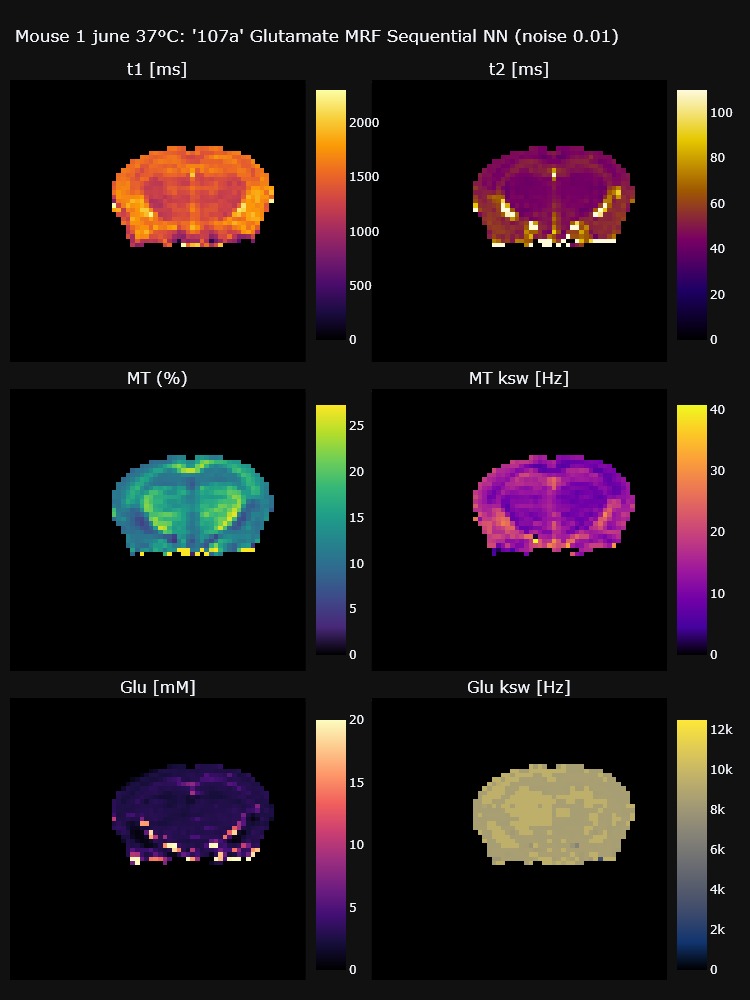 Mouse 1 june 37ºC: '107a' Glutamate MRF Sequential NN (noise 0.01)
t1 [ms]
t2 [ms]
2000
1500
1000
500
0
100
80
60
40
20
0
MT (%)
MT ksw [Hz]
25
20
15
10
5
0
40
30
20
10
0
Glu [mM]
Glu ksw [Hz]
20
15
10
5
0
12k
10k
8k
6k
4k
2k
0